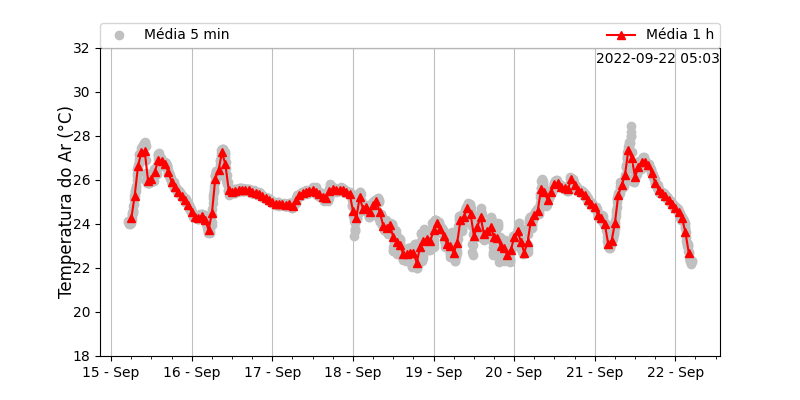 Média 5 min
Média 1 h
2022-09-22 05:03
Temperatura do Ar (°C)
32
30
28
26
24
22
20
18
15 - Sep
16 - Sep
17 - Sep
18 - Sep
19 - Sep
20 - Sep
21 - Sep
22 - Sep